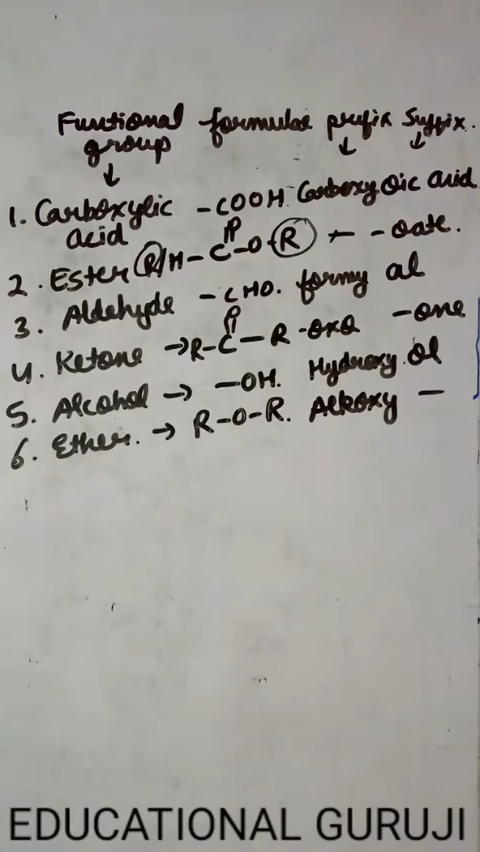 Functional formulae prefix Suffix.
group
↓ ↓ ↓
1. Carboxylic acid -COOH Carboxy Oic acid
2. Ester R/H-C-O-R - -oate.
O
3. Aldehyde -CHO. formy al
4. Ketone → R-C-R -oxo -one
O
5. Alcohol → -OH. Hydroxy ol
6. Ether. → R-O-R. Alkoxy -
EDUCATIONAL GURUJI